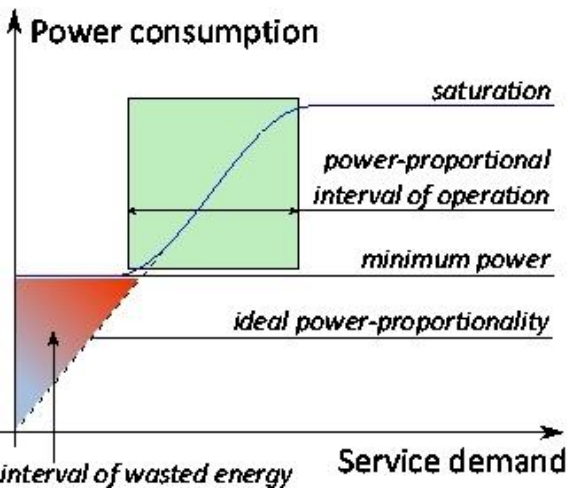 Power consumption
saturation
power-proportional
interval of operation
minimum power
ideal power-proportionality
Service demand
interval of wasted energy